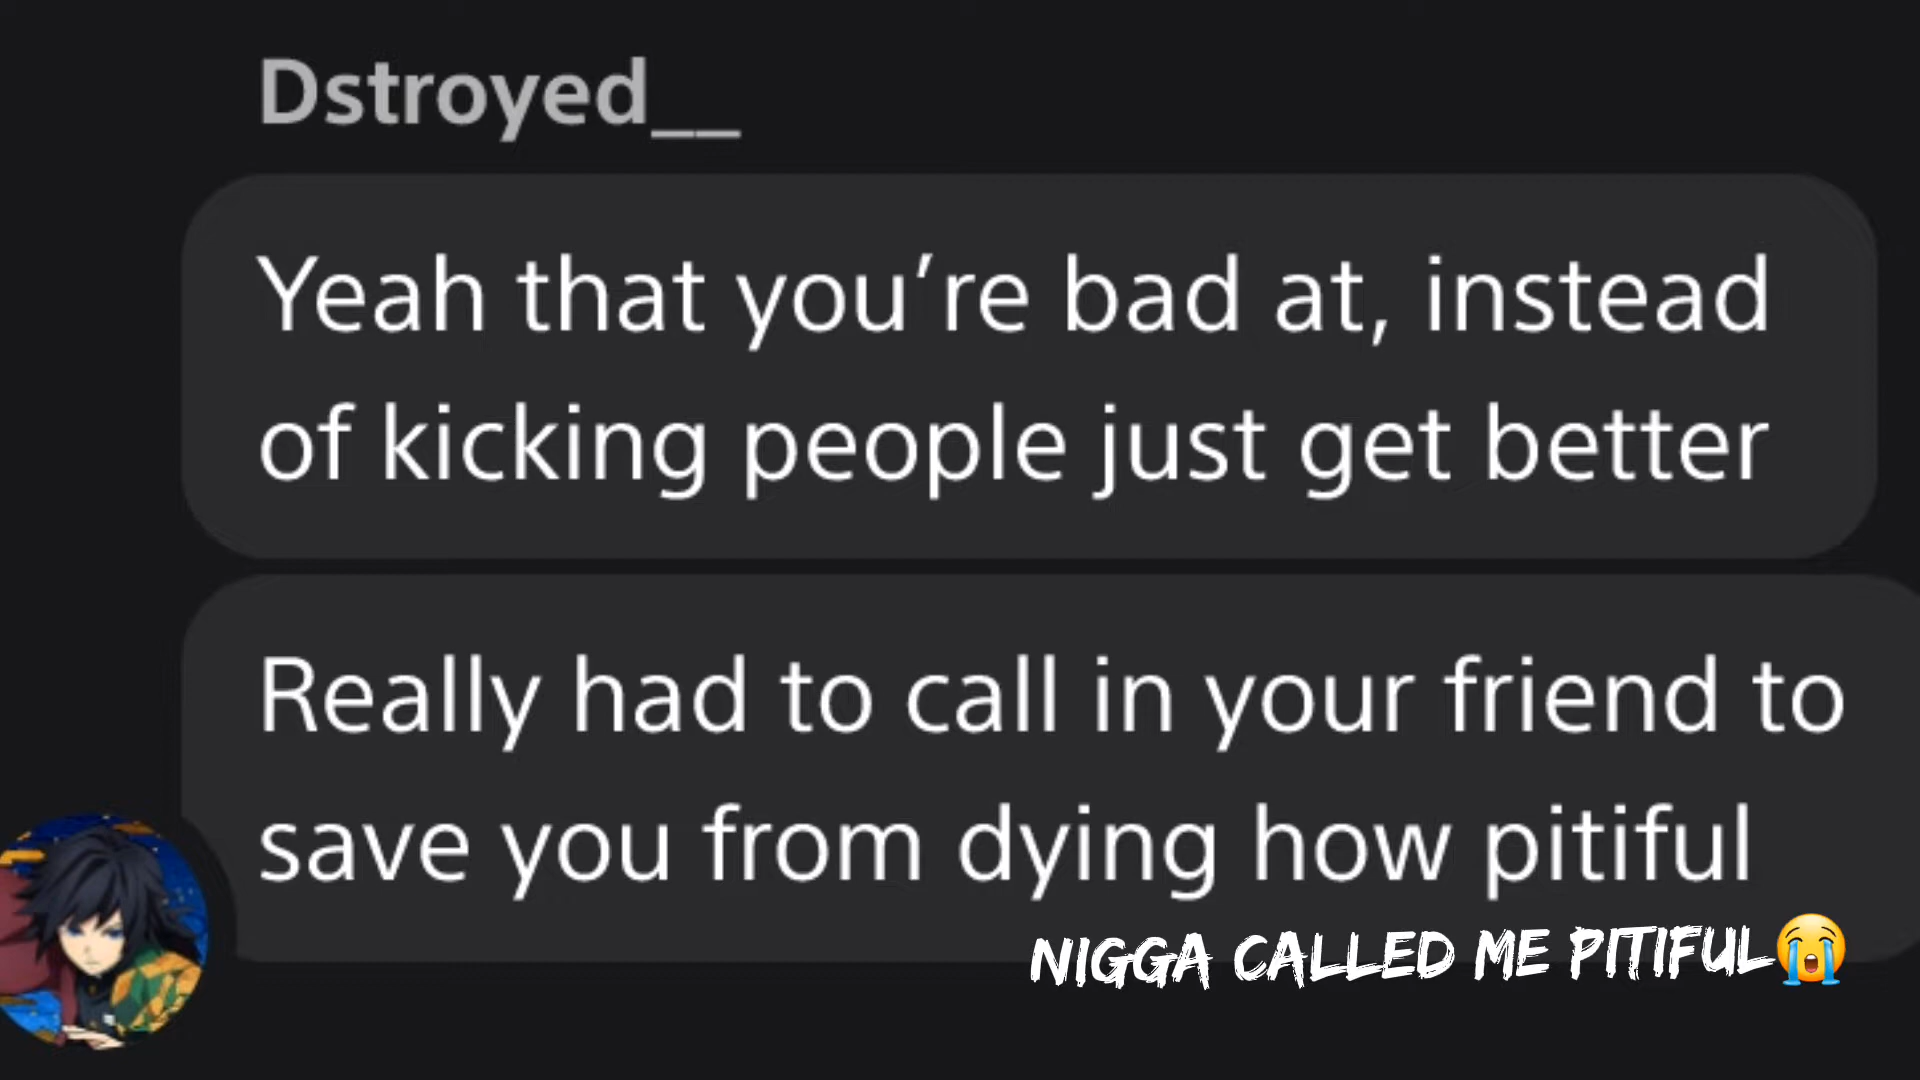 Dstroyed__
Yeah that you’re bad at, instead
of kicking people just get better
Really had to call in your friend to
save you from dying how pitiful
NIGGA CALLED ME PITIFUL😭